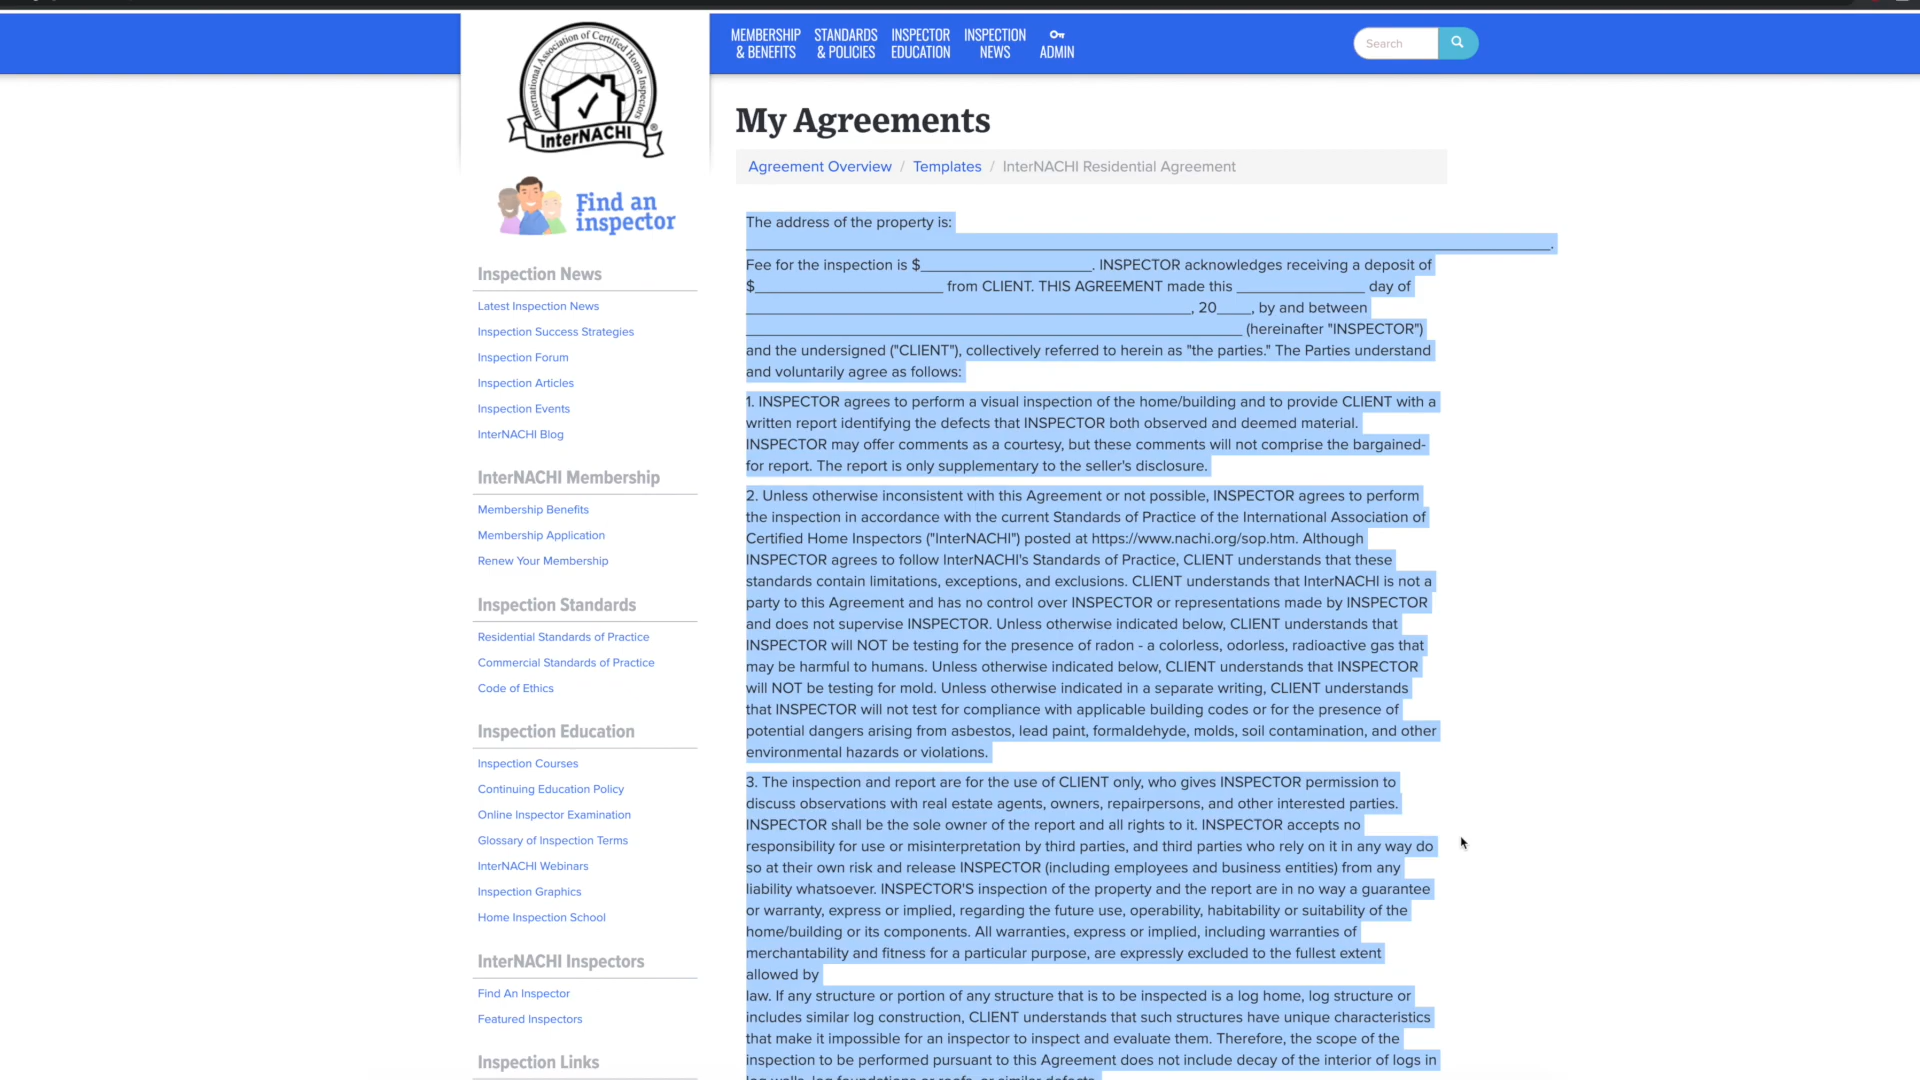 MEMBERSHIP
& BENEFITS
STANDARDS
& POLICIES
INSPECTOR
EDUCATION
INSPECTION
NEWS
ADMIN
Search
International Association of Certified Home Inspectors
InterNACHI
®
Find an
inspector
Inspection News
Latest Inspection News
Inspection Success Strategies
Inspection Forum
Inspection Articles
Inspection Events
InterNACHI Blog
InterNACHI Membership
Membership Benefits
Membership Application
Renew Your Membership
Inspection Standards
Residential Standards of Practice
Commercial Standards of Practice
Code of Ethics
Inspection Education
Inspection Courses
Continuing Education Policy
Online Inspector Examination
Glossary of Inspection Terms
InterNACHI Webinars
Inspection Graphics
Home Inspection School
InterNACHI Inspectors
Find An Inspector
Featured Inspectors
Inspection Links
My Agreements
Agreement Overview / Templates / InterNACHI Residential Agreement
The address of the property is:
______________________________________________________________________________________________.
Fee for the inspection is $____________________. INSPECTOR acknowledges receiving a deposit of
$______________________ from CLIENT. THIS AGREEMENT made this _______________ day of
____________________________________________________, 20____, by and between
__________________________________________________________ (hereinafter "INSPECTOR")
and the undersigned ("CLIENT"), collectively referred to herein as "the parties." The Parties understand
and voluntarily agree as follows:
1. INSPECTOR agrees to perform a visual inspection of the home/building and to provide CLIENT with a
written report identifying the defects that INSPECTOR both observed and deemed material.
INSPECTOR may offer comments as a courtesy, but these comments will not comprise the bargained-
for report. The report is only supplementary to the seller's disclosure.
2. Unless otherwise inconsistent with this Agreement or not possible, INSPECTOR agrees to perform
the inspection in accordance with the current Standards of Practice of the International Association of
Certified Home Inspectors ("InterNACHI") posted at https://www.nachi.org/sop.htm. Although
INSPECTOR agrees to follow InterNACHI's Standards of Practice, CLIENT understands that these
standards contain limitations, exceptions, and exclusions. CLIENT understands that InterNACHI is not a
party to this Agreement and has no control over INSPECTOR or representations made by INSPECTOR
and does not supervise INSPECTOR. Unless otherwise indicated below, CLIENT understands that
INSPECTOR will NOT be testing for the presence of radon - a colorless, odorless, radioactive gas that
may be harmful to humans. Unless otherwise indicated below, CLIENT understands that INSPECTOR
will NOT be testing for mold. Unless otherwise indicated in a separate writing, CLIENT understands
that INSPECTOR will not test for compliance with applicable building codes or for the presence of
potential dangers arising from asbestos, lead paint, formaldehyde, molds, soil contamination, and other
environmental hazards or violations.
3. The inspection and report are for the use of CLIENT only, who gives INSPECTOR permission to
discuss observations with real estate agents, owners, repairpersons, and other interested parties.
INSPECTOR shall be the sole owner of the report and all rights to it. INSPECTOR accepts no
responsibility for use or misinterpretation by third parties, and third parties who rely on it in any way do
so at their own risk and release INSPECTOR (including employees and business entities) from any
liability whatsoever. INSPECTOR'S inspection of the property and the report are in no way a guarantee
or warranty, express or implied, regarding the future use, operability, habitability or suitability of the
home/building or its components. All warranties, express or implied, including warranties of
merchantability and fitness for a particular purpose, are expressly excluded to the fullest extent
allowed by
law. If any structure or portion of any structure that is to be inspected is a log home, log structure or
includes similar log construction, CLIENT understands that such structures have unique characteristics
that make it impossible for an inspector to inspect and evaluate them. Therefore, the scope of the
inspection to be performed pursuant to this Agreement does not include decay of the interior of logs in
log walls, log foundations or roofs, or similar defects.